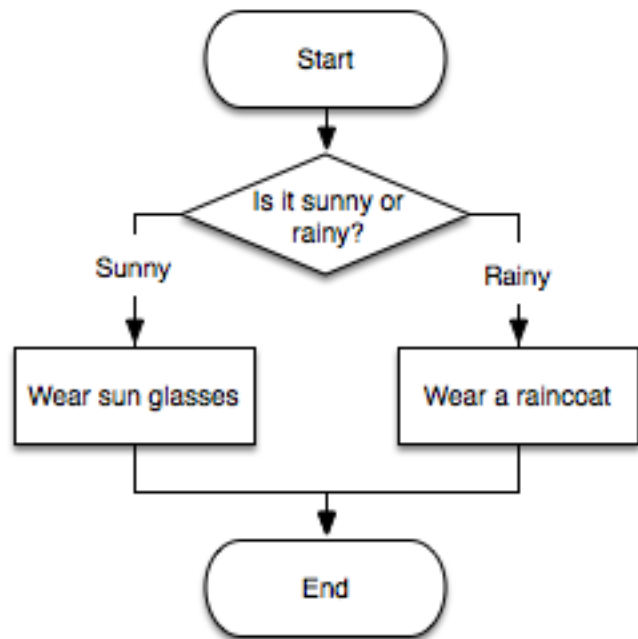 Start
Is it sunny or
rainy?
Sunny
Rainy
Wear sun glasses
Wear a raincoat
End